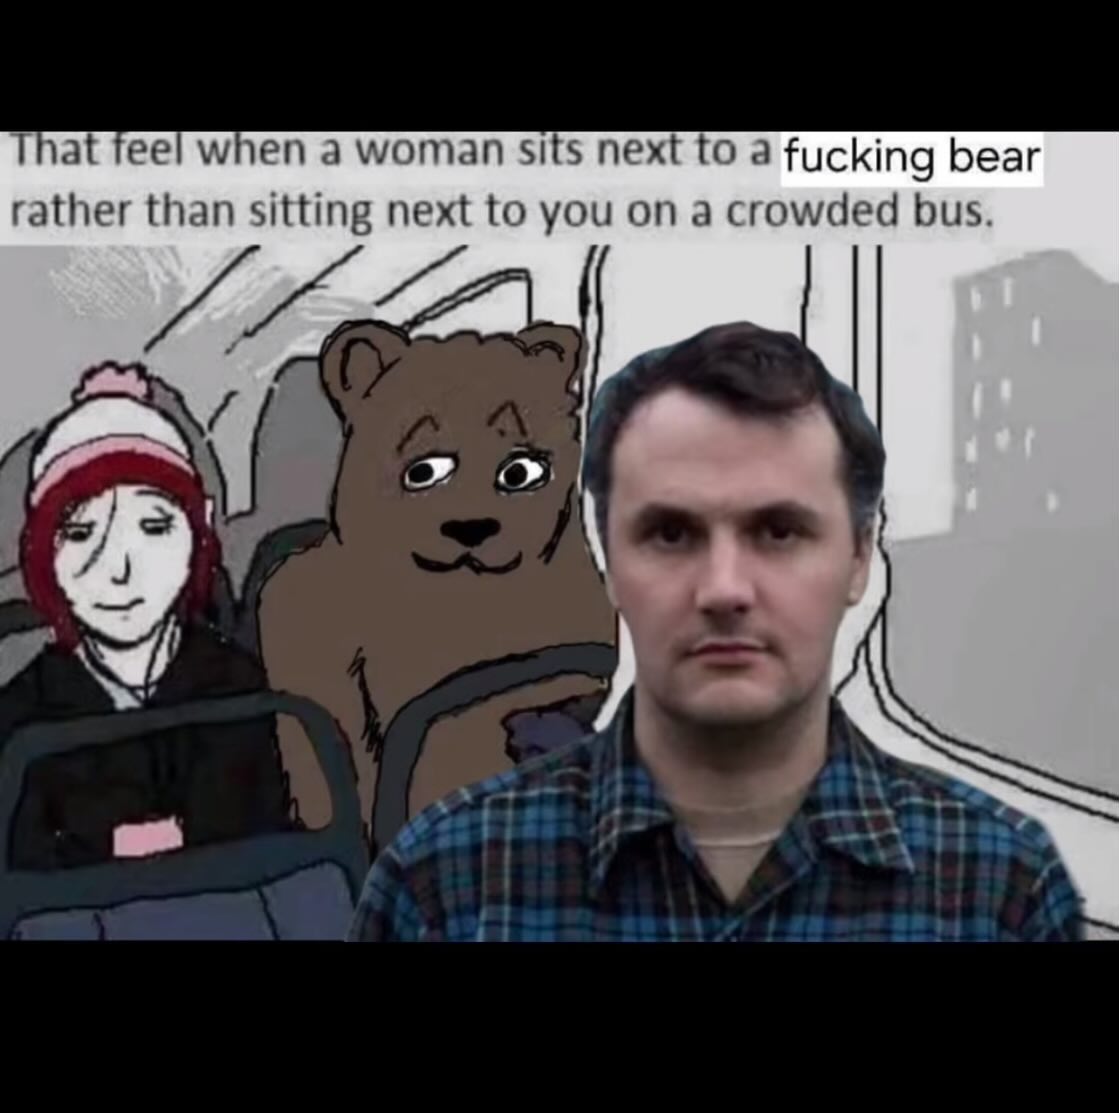 That feel when a woman sits next to a fucking bear
rather than sitting next to you on a crowded bus.